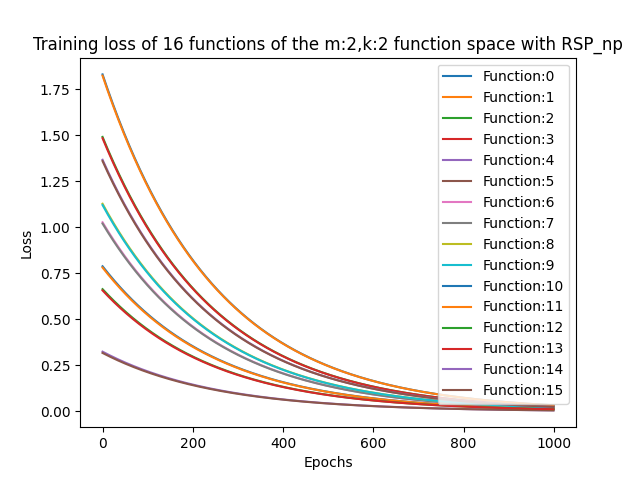 Training loss of 16 functions of the m:2,k:2 function space with RSP_np
Function:0
Function:1
Function:2
Function:3
Function:4
Function:5
Function:6
Function:7
Function:8
Function:9
Function:10
Function:11
Function:12
Function:13
Function:14
Function:15
1.75
1.50
1.25
1.00
0.75
0.50
0.25
0.00
Loss
0
200
400
600
800
1000
Epochs